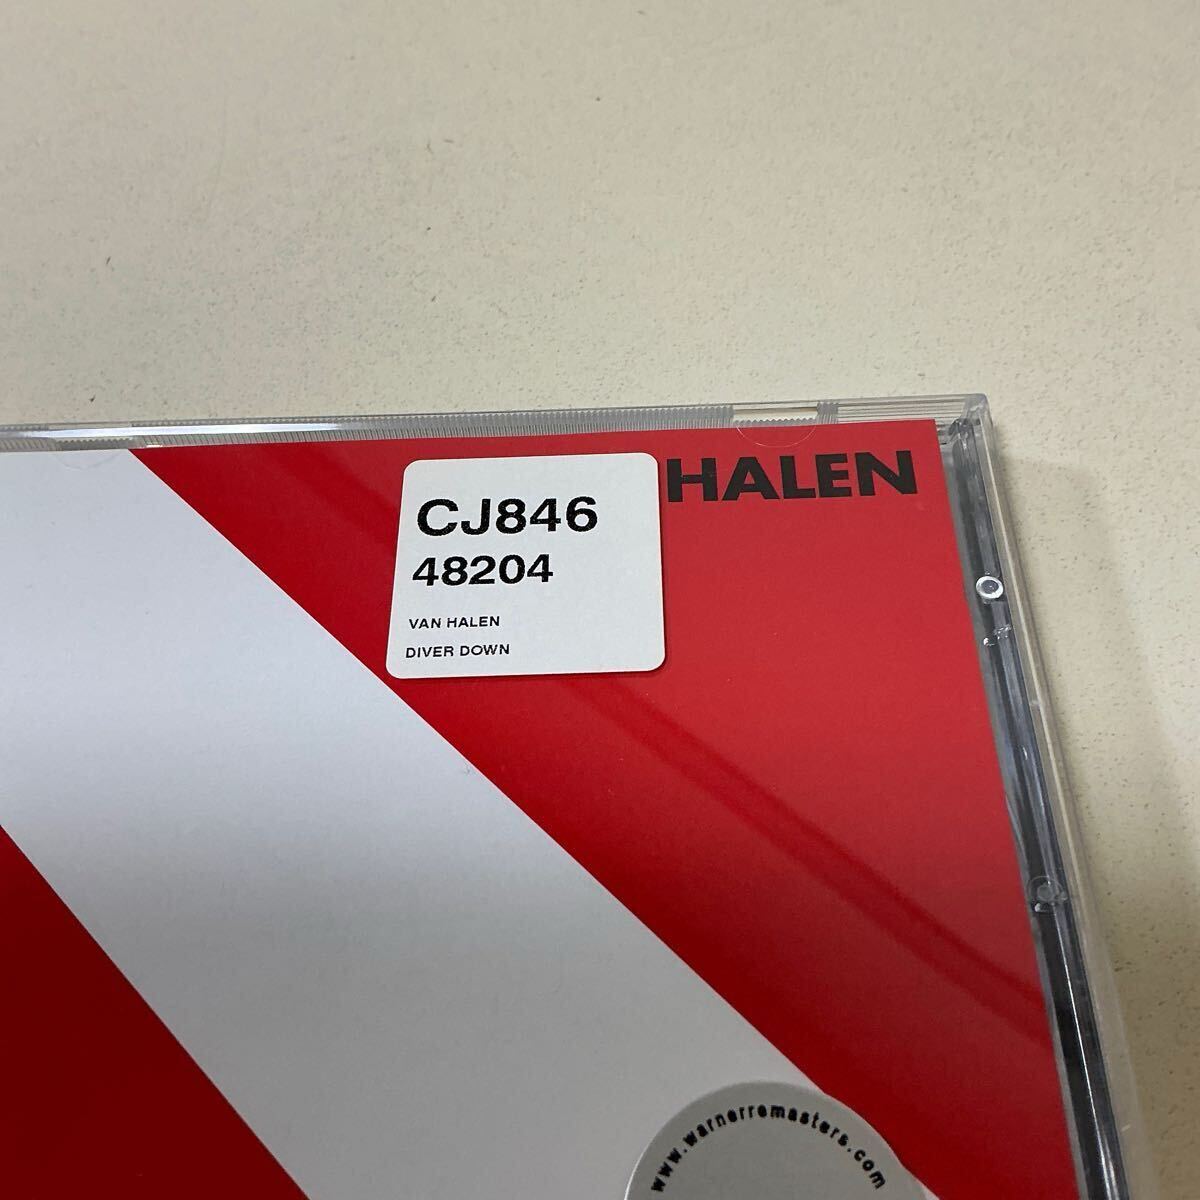 HALEN
CJ846
48204
VAN HALEN
DIVER DOWN
www.warnerremasters.com